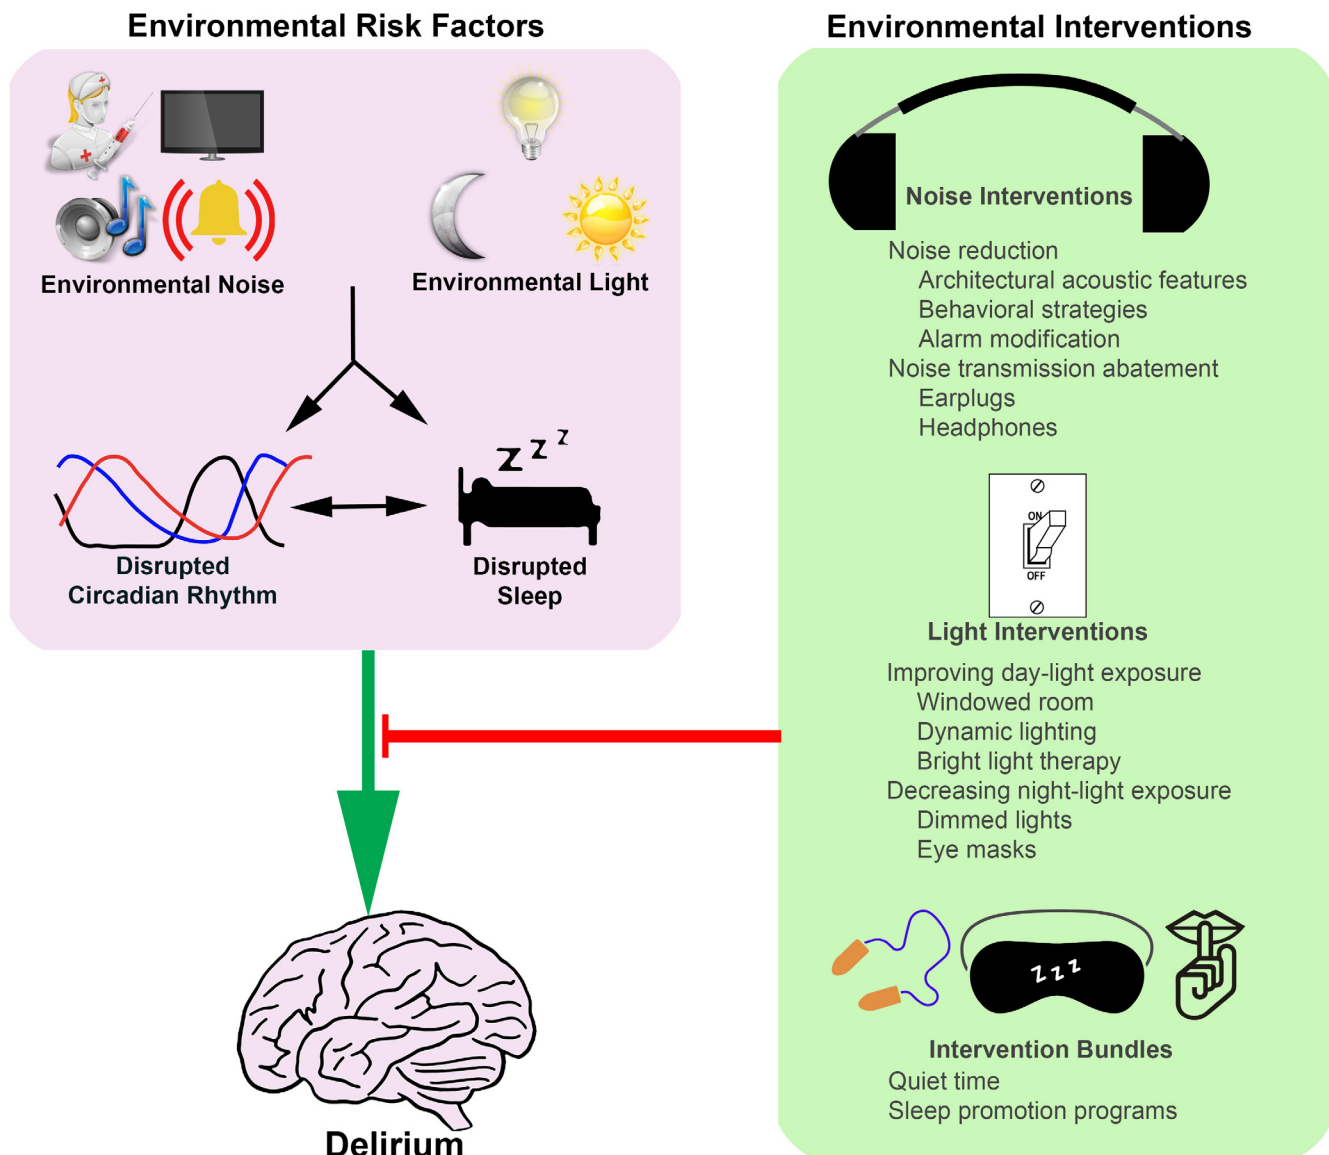 Environmental Risk Factors
Environmental Noise
Environmental Light
Disrupted
Circadian Rhythm
z z z
Disrupted
Sleep
Delirium
Environmental Interventions
Noise Interventions
Noise reduction
Architectural acoustic features
Behavioral strategies
Alarm modification
Noise transmission abatement
Earplugs
Headphones
ON
OFF
Light Interventions
Improving day-light exposure
Windowed room
Dynamic lighting
Bright light therapy
Decreasing night-light exposure
Dimmed lights
Eye masks
z z z
Intervention Bundles
Quiet time
Sleep promotion programs